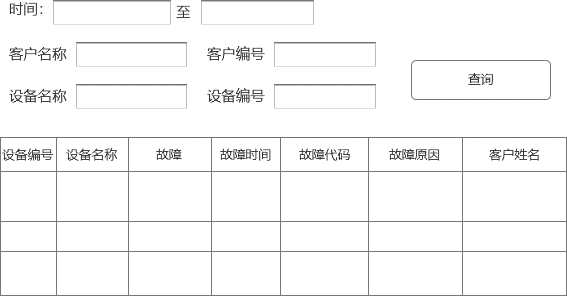 时间： 至
客户名称 客户编号
设备名称 设备编号
查询
设备编号 设备名称 故障 故障时间 故障代码 故障原因 客户姓名